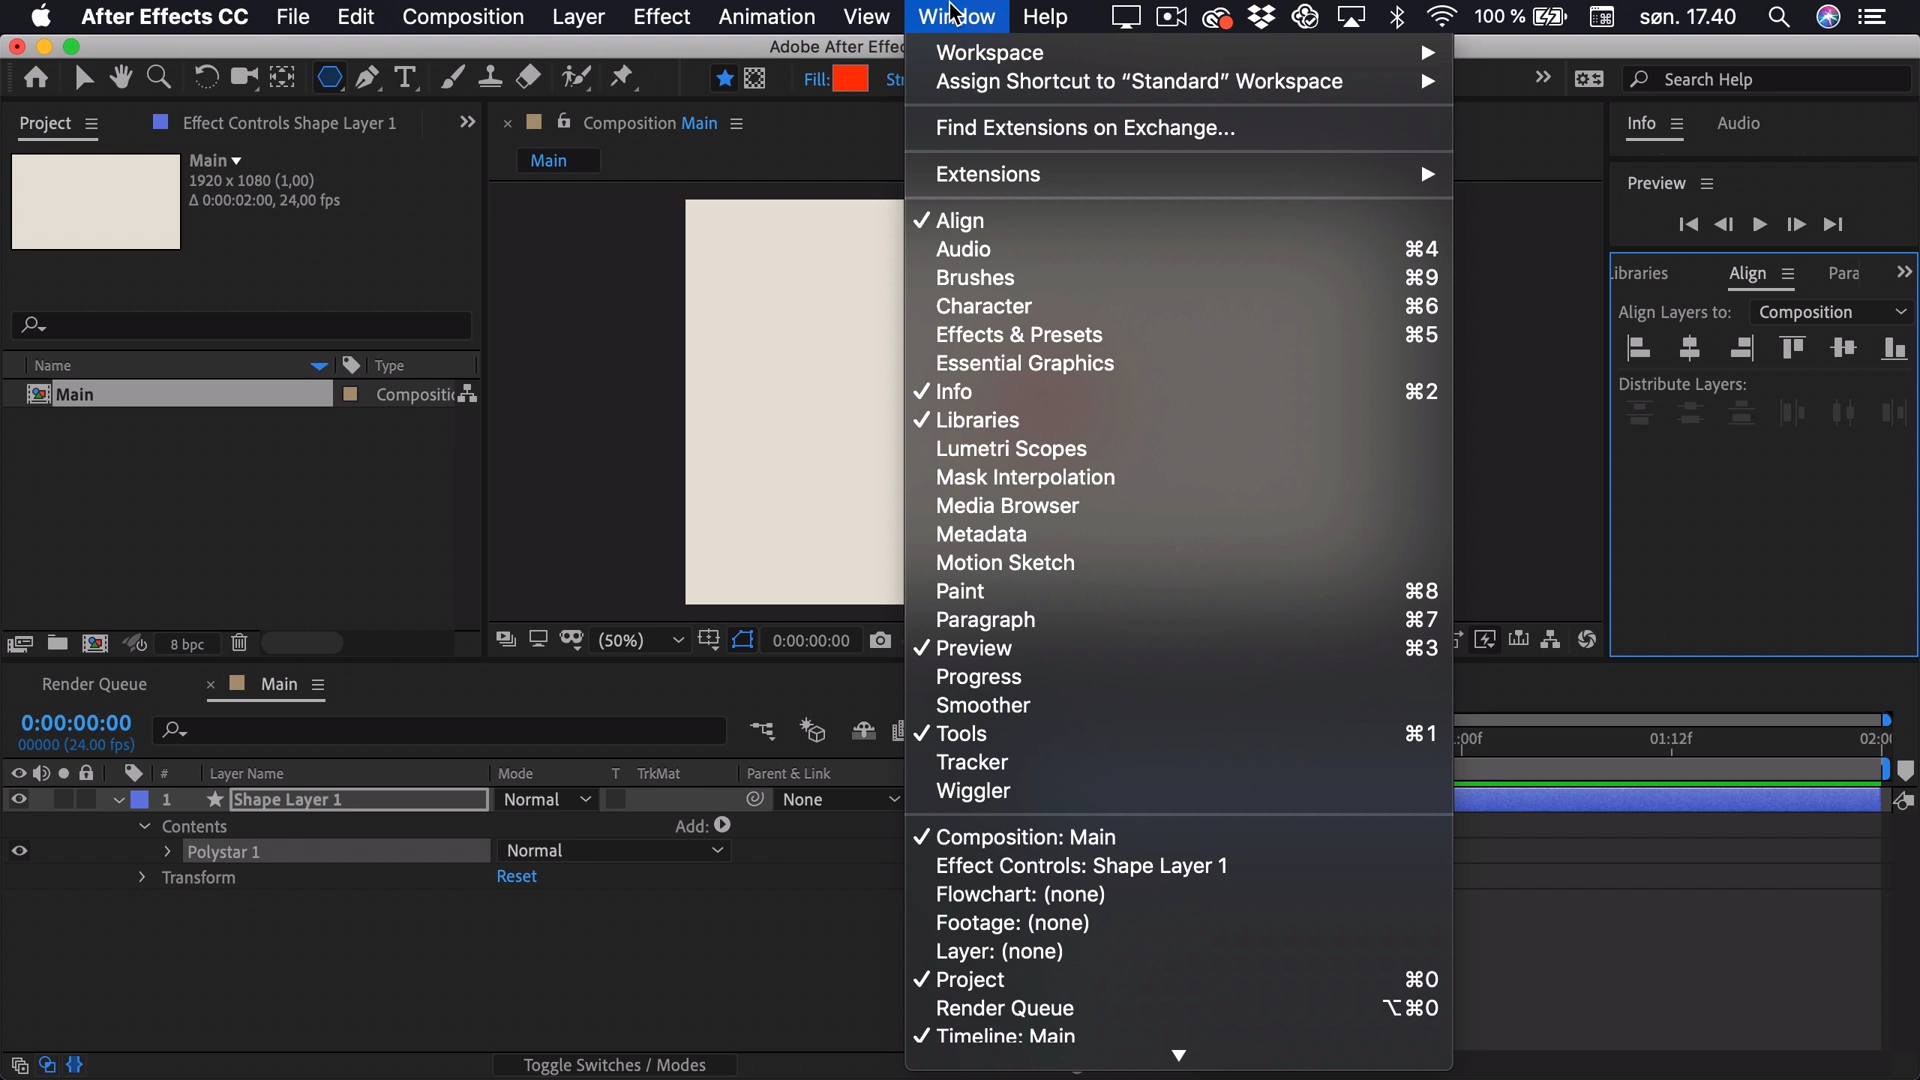 After Effects CC File Edit Composition Layer Effect Animation View Window Help 100 % søn. 17.40
Adobe After Effe
Fill:
Search Help
Project Effect Controls Shape Layer 1
Composition Main
Main
1920 x 1080 (1,00)
Δ 0:00:02:00, 24,00 fps
Main
Name Type
Main Compositi
8 bpc
(50%) 0:00:00:00
Workspace
Assign Shortcut to “Standard” Workspace
Find Extensions on Exchange...
Extensions
✓ Align
Audio ⌘4
Brushes ⌘9
Character ⌘6
Effects & Presets ⌘5
Essential Graphics
✓ Info ⌘2
✓ Libraries
Lumetri Scopes
Mask Interpolation
Media Browser
Metadata
Motion Sketch
Paint ⌘8
Paragraph ⌘7
✓ Preview ⌘3
Progress
Smoother
✓ Tools ⌘1
Tracker
Wiggler
✓ Composition: Main
Effect Controls: Shape Layer 1
Flowchart: (none)
Footage: (none)
Layer: (none)
✓ Project ⌘0
Render Queue ⌥⌘0
✓ Timeline: Main
Info Audio
Preview
ibraries Align Para
Align Layers to: Composition
Distribute Layers:
Render Queue Main
0:00:00:00
00000 (24.00 fps)
:00f 01:12f 02:00
# Layer Name Mode T TrkMat Parent & Link
1 Shape Layer 1 Normal None
Contents Add:
Polystar 1 Normal
Transform Reset
Toggle Switches / Modes